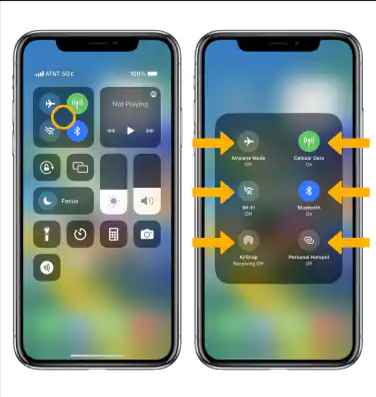 AT&T 5G E
100%
Not Playing
Focus
Airplane Mode
Off
Cellular Data
On
Wi-Fi
Off
Bluetooth
On
AirDrop
Receiving Off
Personal Hotspot
Off